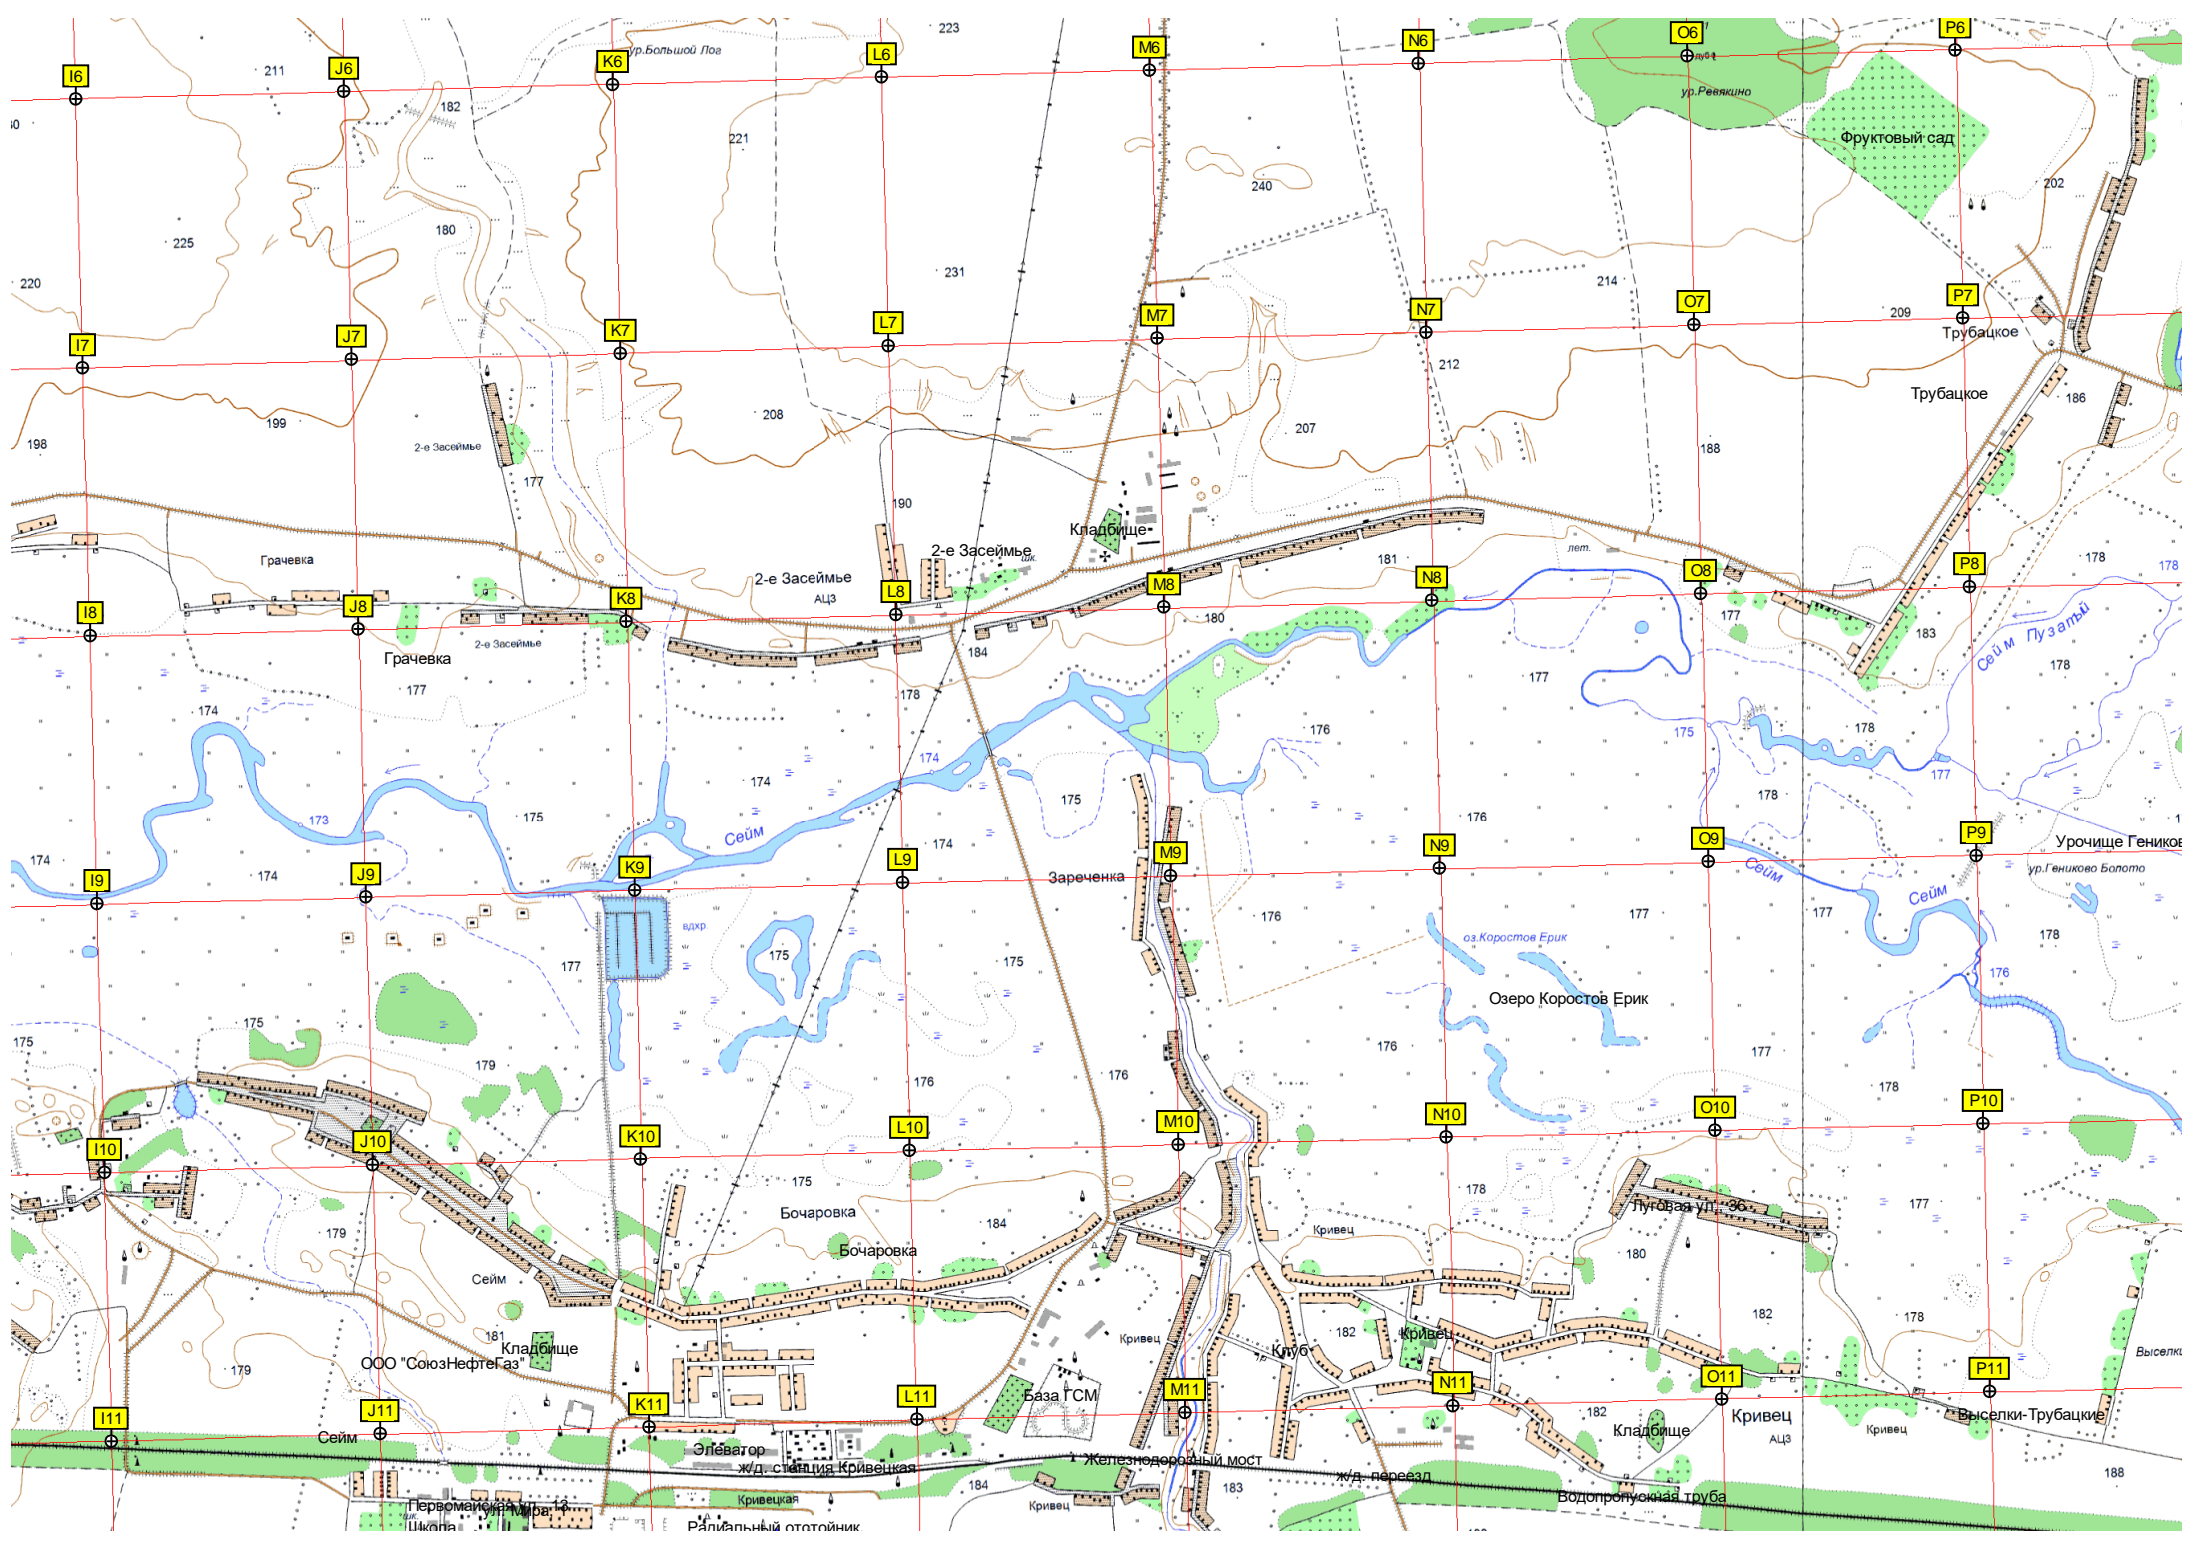 223
I6
J6
K6
ур.Большой Лог
L6
M6
N6
O6
P6
211
182
ур.Ревякино
221
Фруктовый сад
240
202
225
180
220
231
214
209
I7
J7
K7
L7
M7
N7
O7
P7
Трубацкое
212
Трубацкое
186
199
208
207
198
2-е Засеймье
188
177
190
Кладбище
Грачевка
2-е Засеймье
шк.
181
лет.
178
178
2-е Засеймье
АЦЗ
I8
J8
K8
L8
M8
N8
O8
P8
180
177
183
Сейм Пузатый
2-е Засеймье
184
Грачевка
178
177
178
177
174
176
175
178
174
174
177
175
175
178
173
Сейм
176
174
174
174
Урочище Геников
I9
J9
K9
L9
M9
N9
O9
P9
Зареченка
Сейм
Сейм
ур.Гениково Болото
176
177
177
вдхр.
оз.Коростов Ерик
178
175
177
175
176
Озеро Коростов Ерик
175
175
176
177
179
176
176
178
I10
J10
K10
L10
M10
N10
O10
P10
175
178
177
Бочаровка
184
Луговая ул., 36
179
Кривец
Бочаровка
180
Сейм
182
178
181
Кладбище
Кривец
182
Кривец
Клуб
ООО "СоюзНефтеГаз"
179
База ГСМ
I11
J11
K11
L11
M11
N11
O11
P11
182
Кривец
Выселки-Трубацкие
Сейм
Кладбище
АЦЗ
Кривец
Элеватор
ж/д. станция Кривецкая
Железнодорозный мост
ж/д. переезд
188
184
183
Кривецкая
Кривец
Водопропускная труба
Первомайская ул., 13
ул. Мира
шк.
Школа
Радиальный отстойник